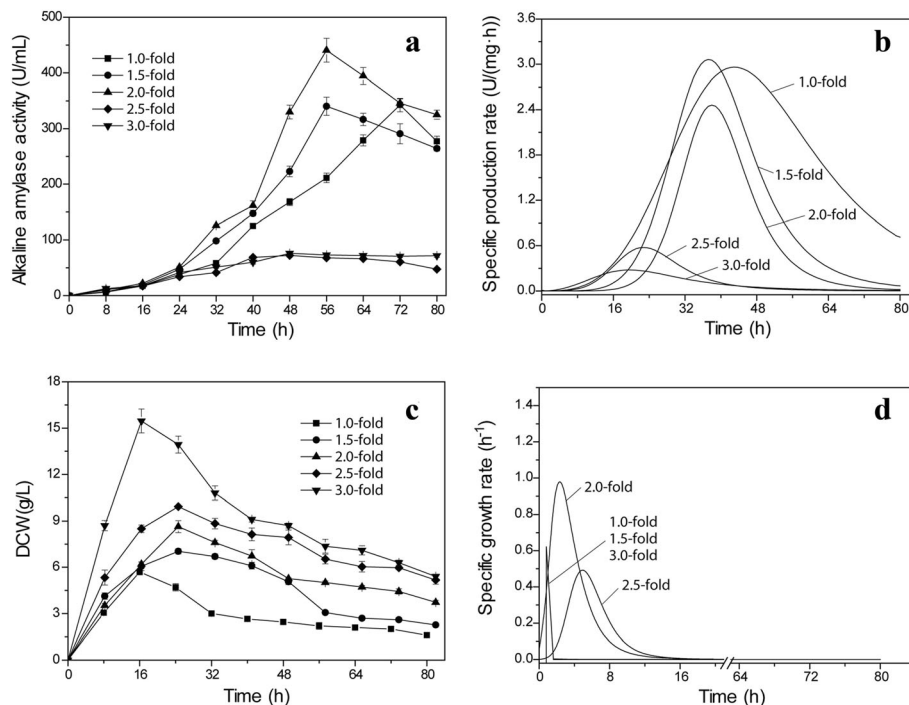 a
Alkaline amylase activity (U/mL)
500
400
300
200
100
0
1.0-fold
1.5-fold
2.0-fold
2.5-fold
3.0-fold
0 8 16 24 32 40 48 56 64 72 80
Time (h)
b
Specific production rate (U/(mg·h))
3.6
3.0
2.4
1.8
1.2
0.6
0.0
1.0-fold
1.5-fold
2.0-fold
2.5-fold
3.0-fold
0 16 32 48 64 80
Time (h)
c
DCW(g/L)
18
15
12
9
6
3
0
1.0-fold
1.5-fold
2.0-fold
2.5-fold
3.0-fold
0 8 16 24 32 40 48 56 64 72 80
Time (h)
d
Specific growth rate (h-1)
1.4
1.2
1.0
0.8
0.6
0.4
0.2
0.0
2.0-fold
1.0-fold
1.5-fold
3.0-fold
2.5-fold
0 8 16 20 64 72 80
Time (h)